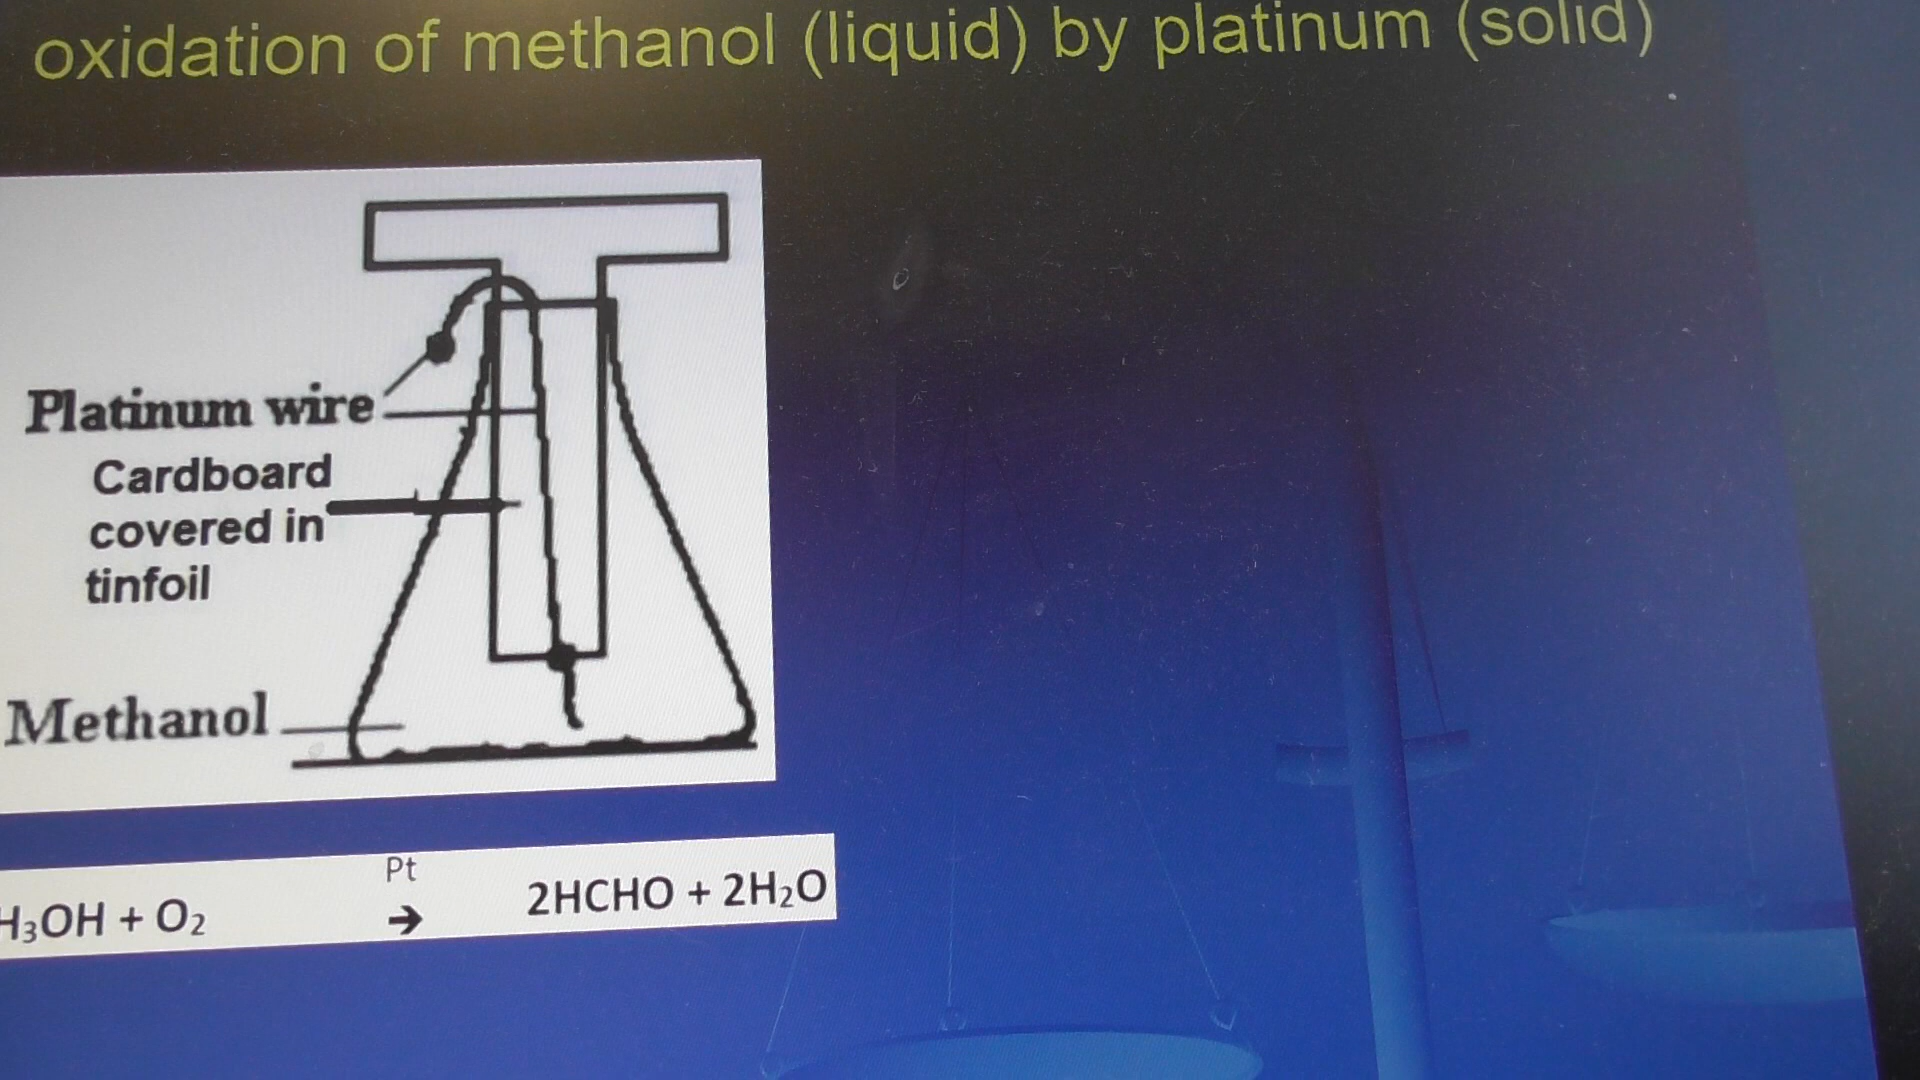 oxidation of methanol (liquid) by platinum (solid)
Platinum wire
Cardboard
covered in
tinfoil
Methanol
Pt
H₃OH + O₂ → 2HCHO + 2H₂O